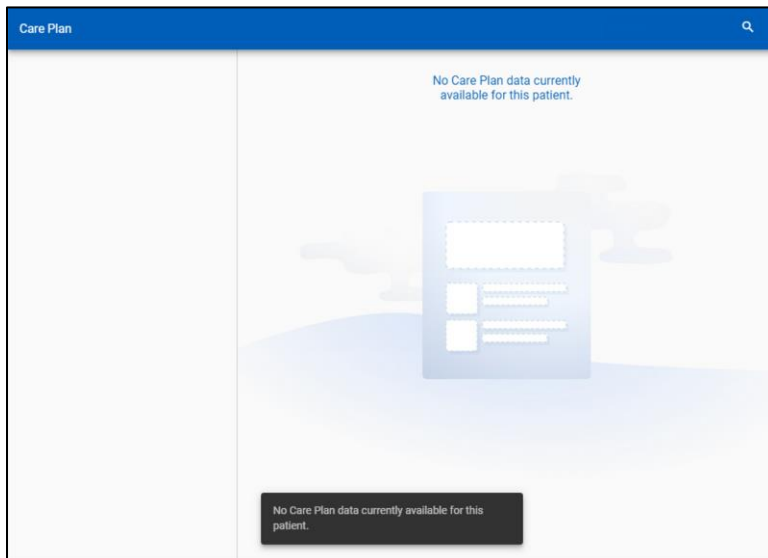 Care Plan
No Care Plan data currently
available for this patient.
No Care Plan data currently available for this
patient.